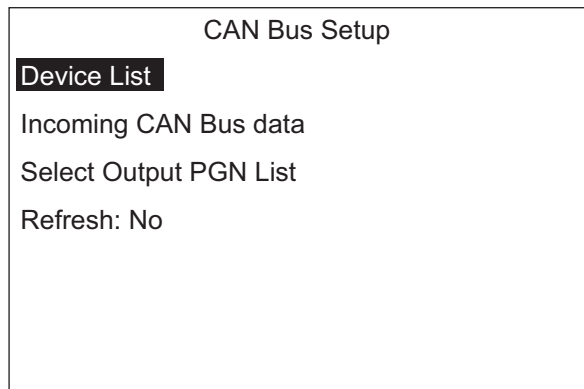 CAN Bus Setup
Device List
Incoming CAN Bus data
Select Output PGN List
Refresh: No